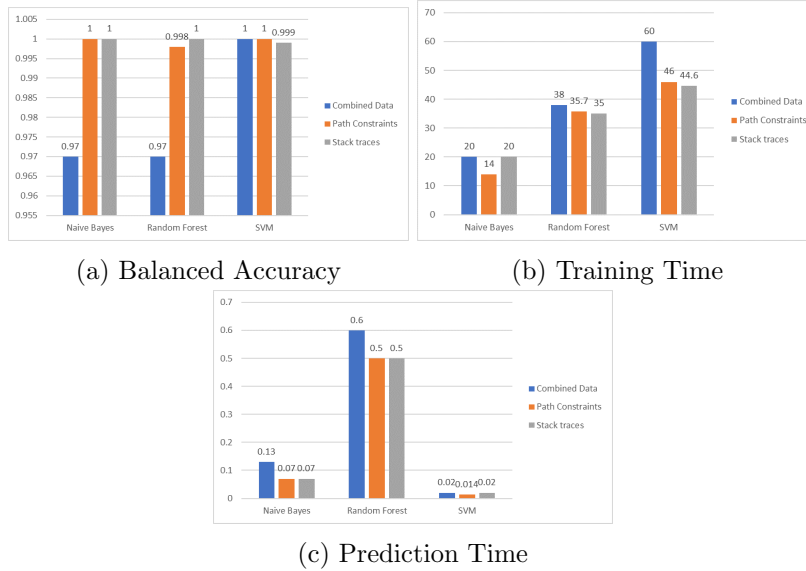 1.005
1
0.995
0.99
0.985
0.98
0.975
0.97
0.965
0.96
0.955
0.97 1 1
0.97 0.998 1
1 1 0.999
Naive Bayes Random Forest SVM
Combined Data
Path Constraints
Stack traces
(a) Balanced Accuracy
70
60
50
40
30
20
10
0
20 14 20
38 35.7 35
60 46 44.6
Naive Bayes Random Forest SVM
Combined Data
Path Constraints
Stack traces
(b) Training Time
0.7
0.6
0.5
0.4
0.3
0.2
0.1
0
0.13 0.07 0.07
0.6 0.5 0.5
0.02 0.014 0.02
Naive Bayes Random Forest SVM
Combined Data
Path Constraints
Stack traces
(c) Prediction Time